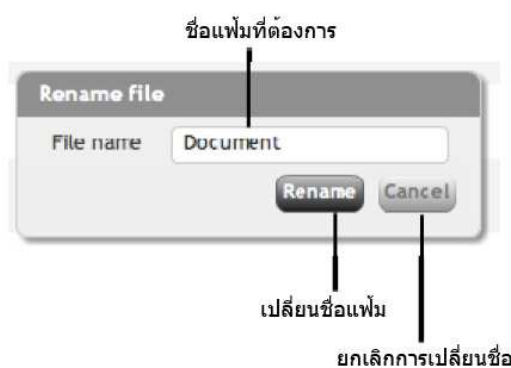 ชื่อแฟ้มที่ต้องการ
Rename file
File name Document
Rename Cancel
เปลี่ยนชื่อแฟ้ม
ยกเลิกการเปลี่ยนชื่อ